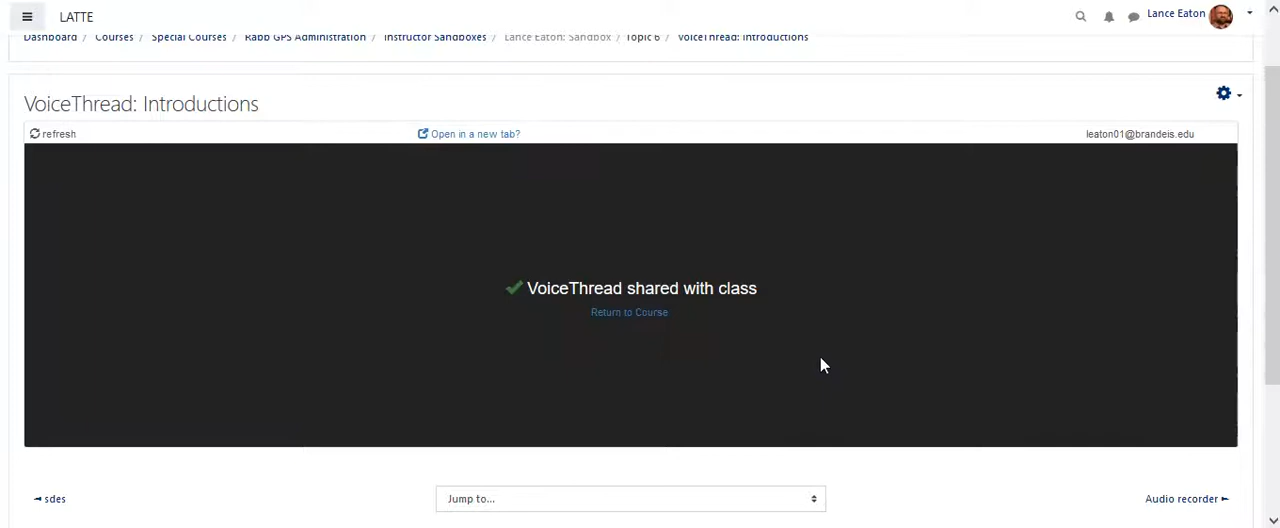 LATTE
Lance Eaton
Dashboard / Courses / Special Courses / Rabb GPS Administration / Instructor Sandboxes / Lance Eaton: Sandbox / Topic 6 / VoiceThread: Introductions
VoiceThread: Introductions
refresh Open in a new tab? leaton01@brandeis.edu
VoiceThread shared with class
Return to Course
◄ sdes Jump to... Audio recorder ►